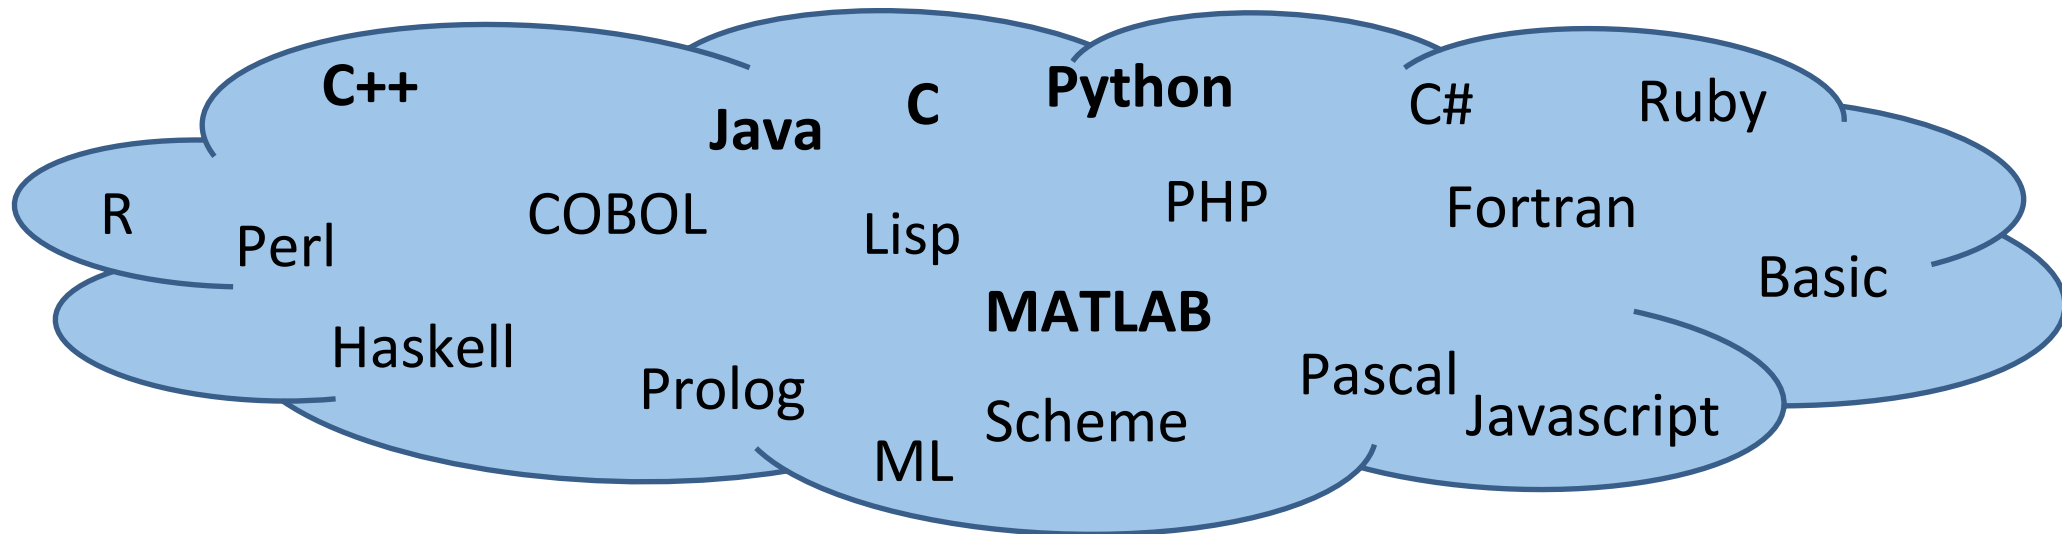 C++
Java
C
Python
C#
Ruby
R
Perl
COBOL
Lisp
PHP
Fortran
Basic
Haskell
Prolog
MATLAB
Pascal
Javascript
Scheme
ML